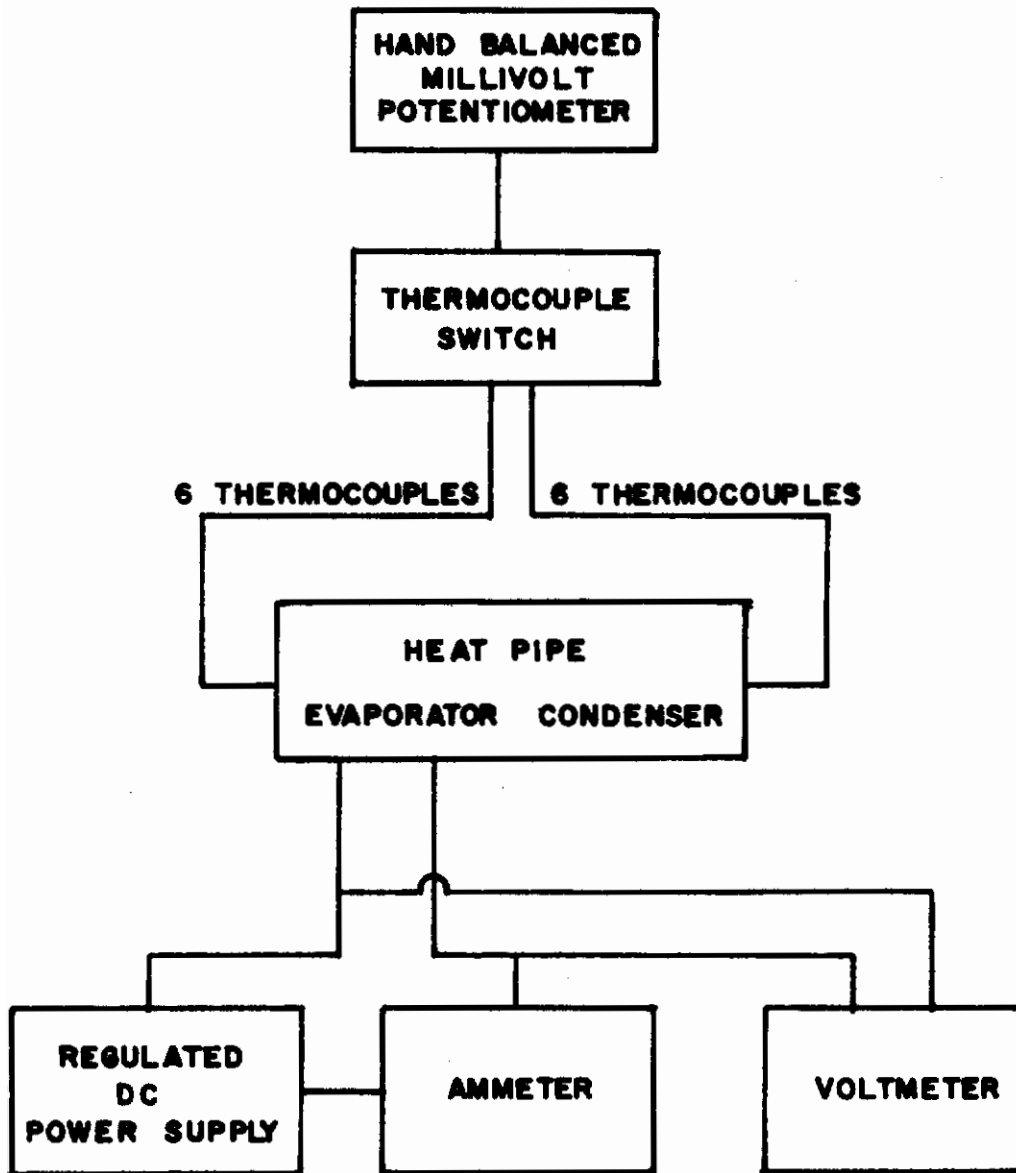 HAND BALANCED
MILLIVOLT
POTENTIOMETER
THERMOCOUPLE
SWITCH
6 THERMOCOUPLES
6 THERMOCOUPLES
HEAT PIPE
EVAPORATOR CONDENSER
REGULATED
DC
POWER SUPPLY
AMMETER
VOLTMETER